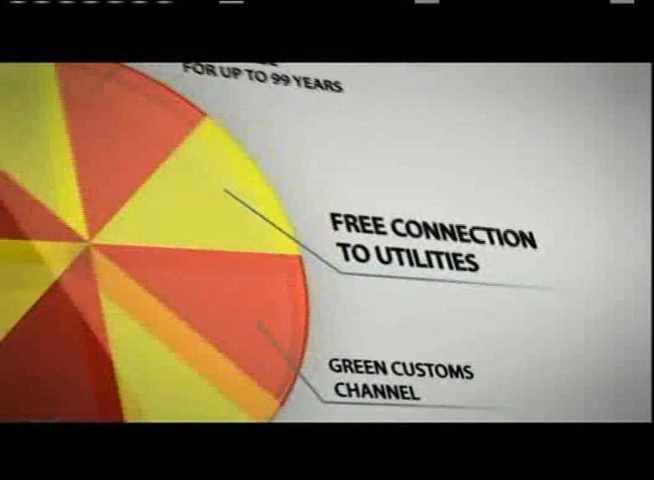 FOR UP TO 99 YEARS
FREE CONNECTION
TO UTILITIES
GREEN CUSTOMS
CHANNEL